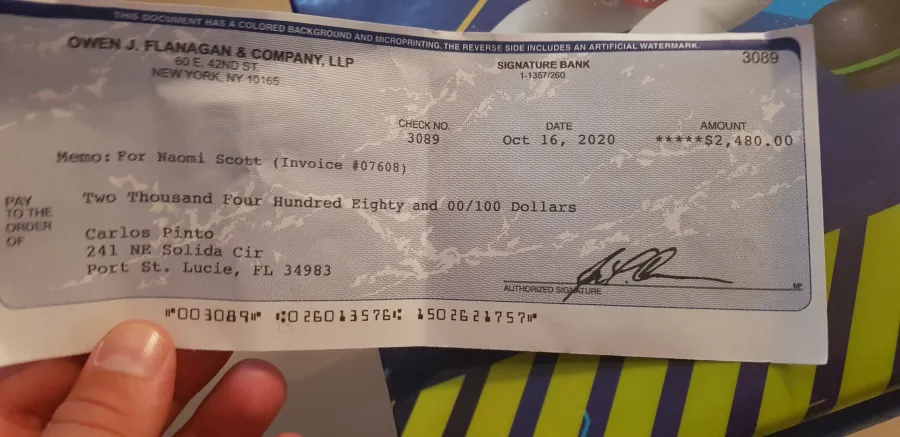 THIS DOCUMENT HAS A COLORED BACKGROUND AND MICROPRINTING. THE REVERSE SIDE INCLUDES AN ARTIFICIAL WATERMARK.
OWEN J. FLANAGAN & COMPANY, LLP
60 E. 42ND ST.
NEW YORK, NY 10165
SIGNATURE BANK
1-1357/260
3089
CHECK NO.
3089
DATE
Oct 16, 2020
AMOUNT
*****$2,480.00
Memo: For Naomi Scott (Invoice #07608)
Two Thousand Four Hundred Eighty and 00/100 Dollars
PAY
TO THE
ORDER
OF
Carlos Pinto
241 NE Solida Cir
Port St. Lucie, FL 34983
AUTHORIZED SIGNATURE
MP
⑈003089⑈ ⑆026013576⑆ 1502621757⑈